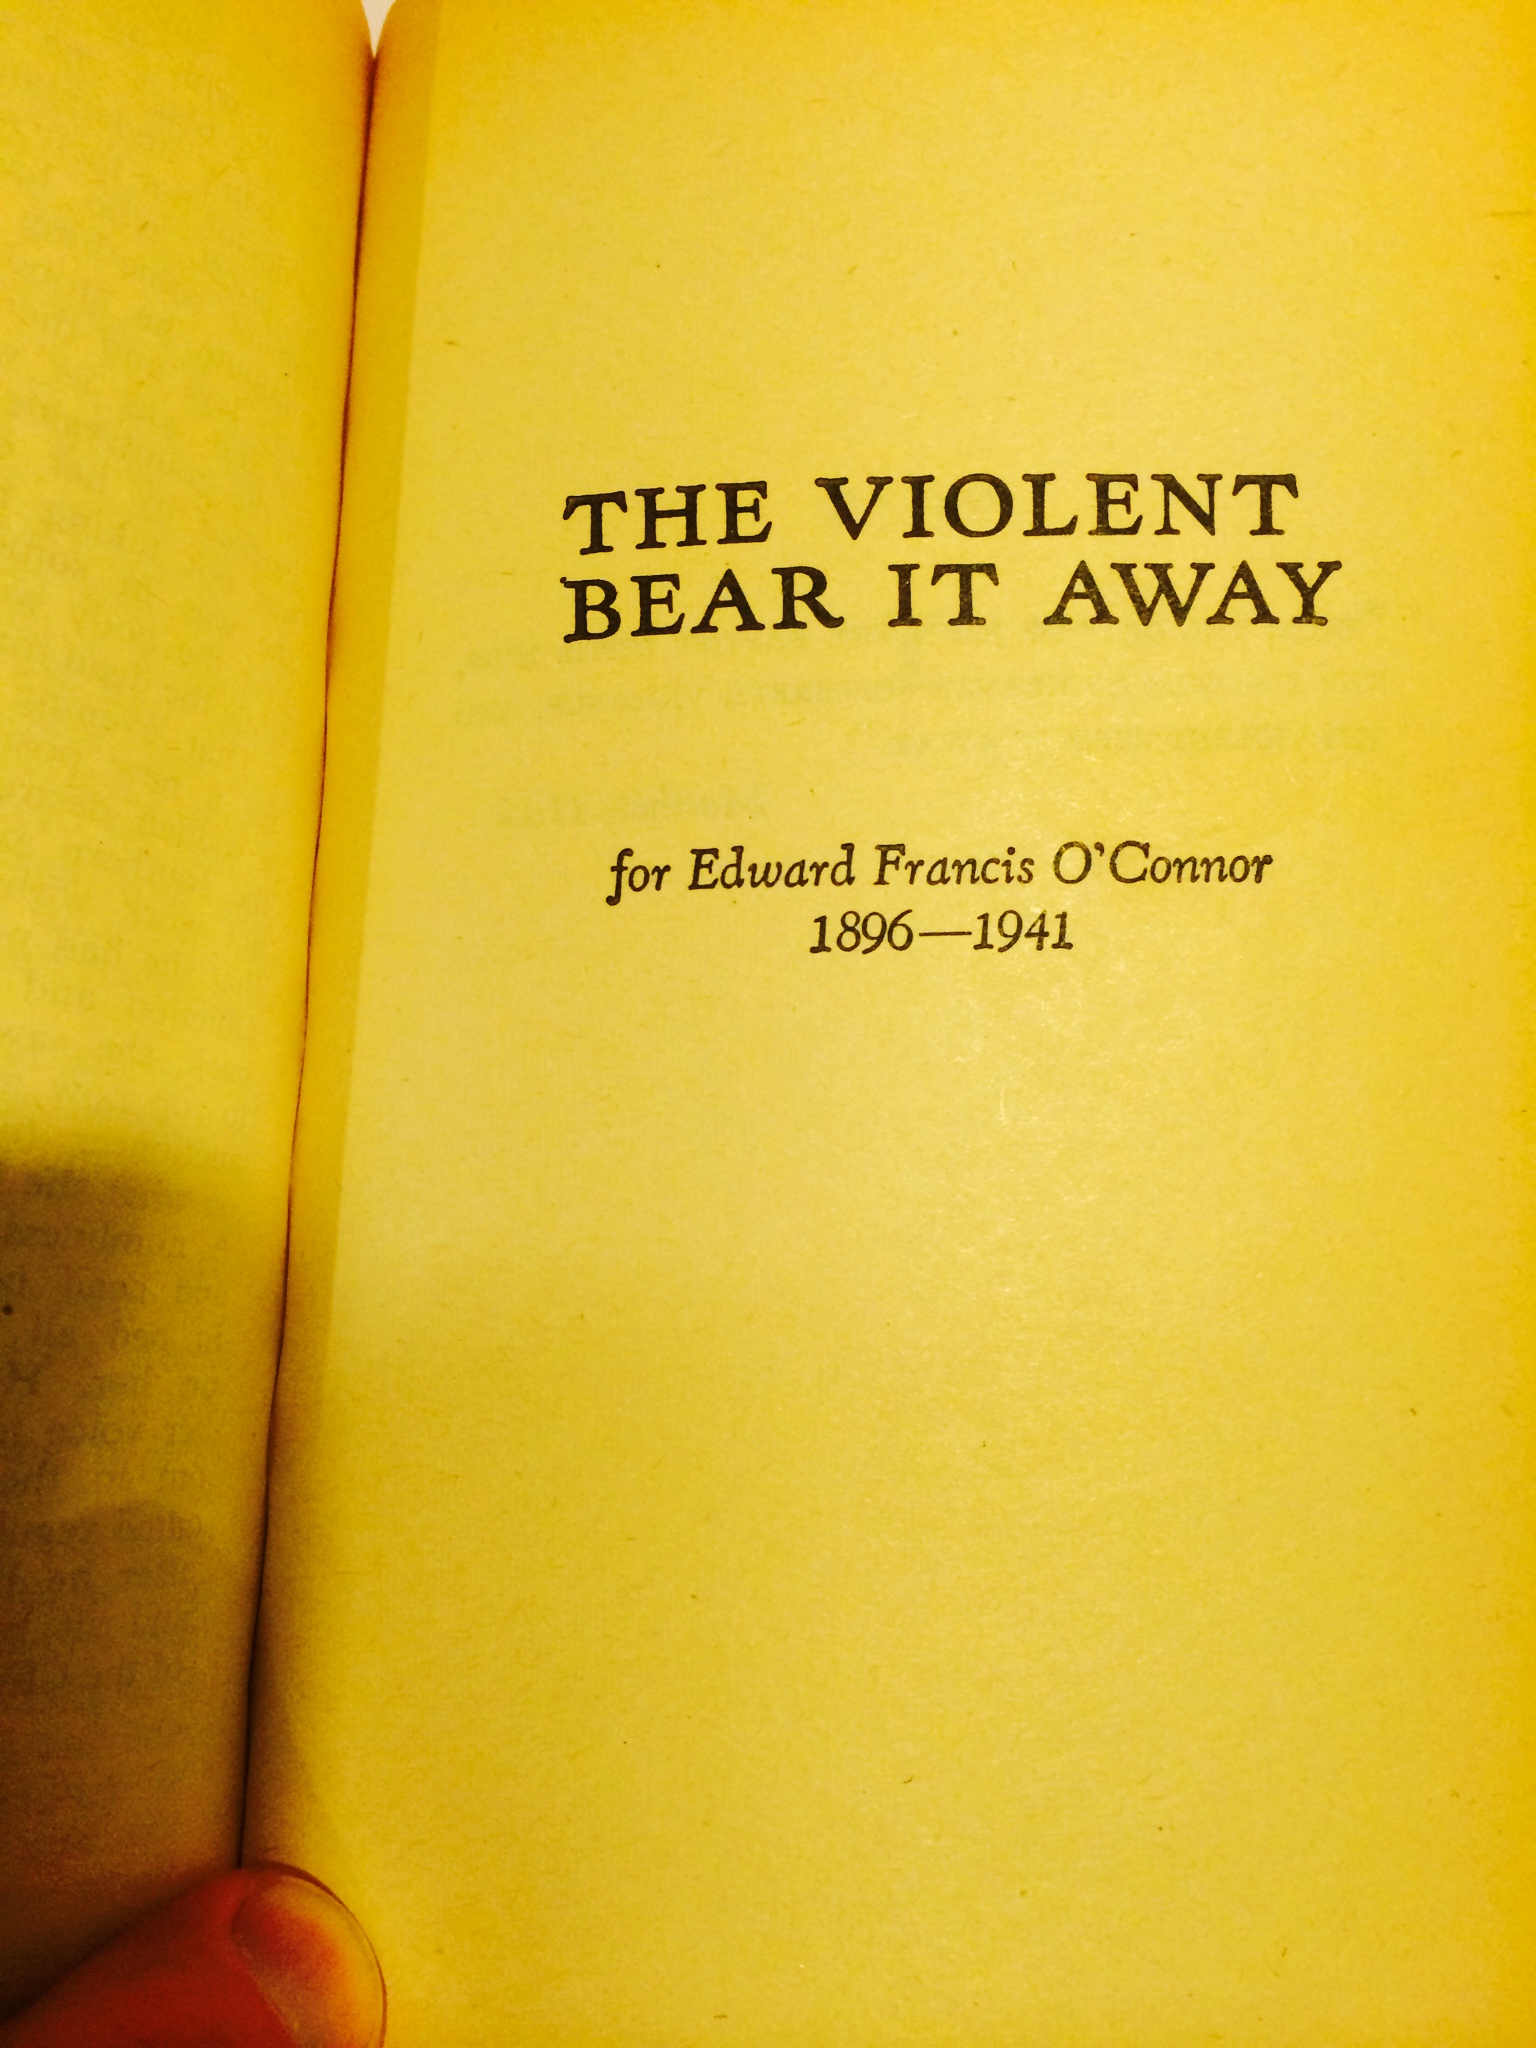 THE VIOLENT
BEAR IT AWAY
for Edward Francis O'Connor
1896—1941